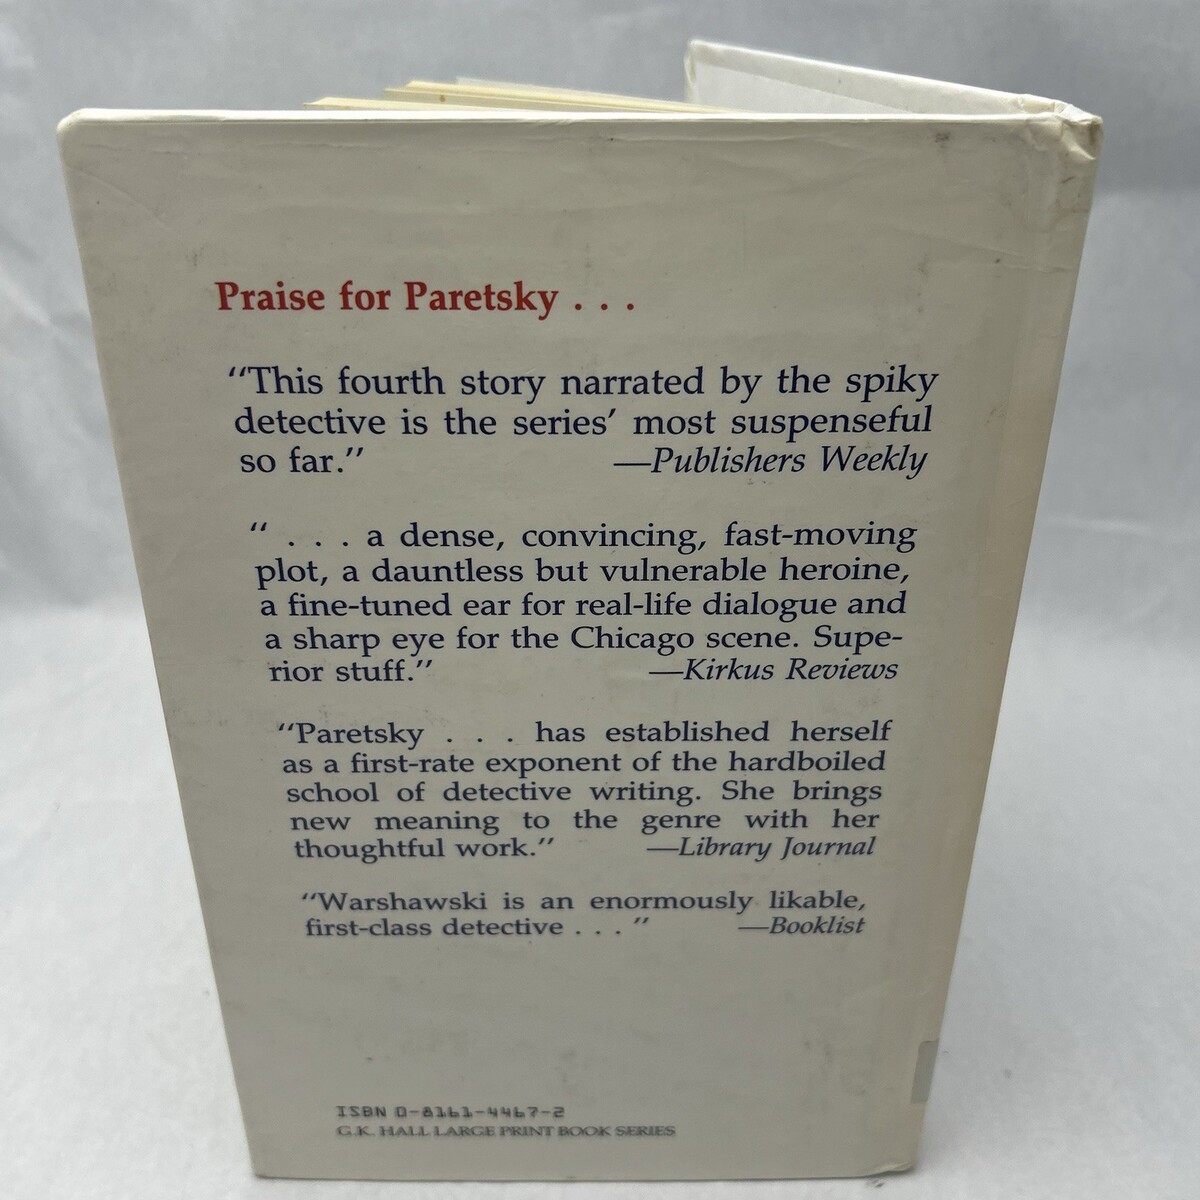 Praise for Paretsky . . .
“This fourth story narrated by the spiky
detective is the series’ most suspenseful
so far.” —Publishers Weekly
“ . . . a dense, convincing, fast-moving
plot, a dauntless but vulnerable heroine,
a fine-tuned ear for real-life dialogue and
a sharp eye for the Chicago scene. Supe-
rior stuff.” —Kirkus Reviews
“Paretsky . . . has established herself
as a first-rate exponent of the hardboiled
school of detective writing. She brings
new meaning to the genre with her
thoughtful work.” —Library Journal
“Warshawski is an enormously likable,
first-class detective . . . ” —Booklist
ISBN 0-8161-4467-2
G.K. HALL LARGE PRINT BOOK SERIES